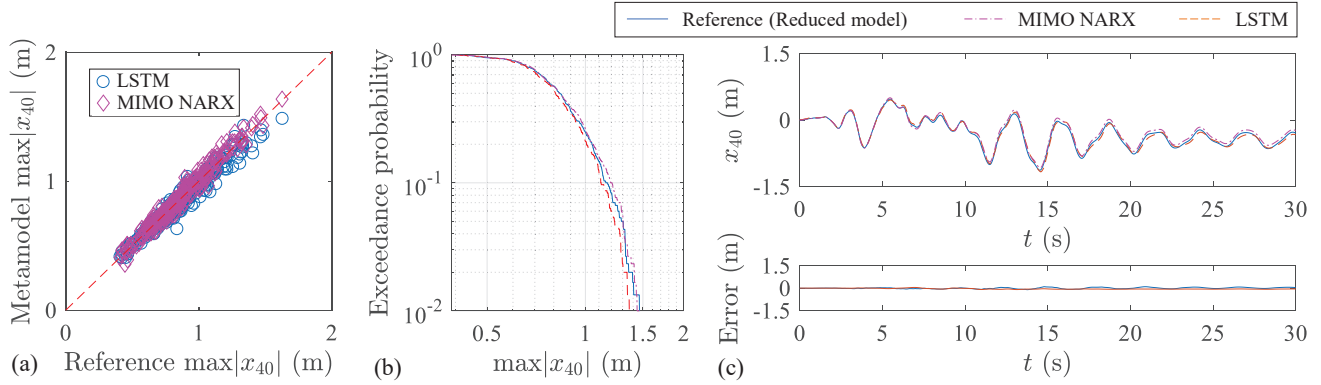 Reference (Reduced model)
MIMO NARX
LSTM
2
1
0
0
1
2
Metamodel max|x₄₀| (m)
Reference max|x₄₀| (m)
LSTM
MIMO NARX
(a)
10⁰
10⁻¹
10⁻²
0.5
1
1.5
2
Exceedance probability
max|x₄₀| (m)
(b)
1.5
0
-1.5
0
5
10
15
20
25
30
x₄₀ (m)
t (s)
1.5
-1.5
0
5
10
15
20
25
30
Error (m)
t (s)
(c)